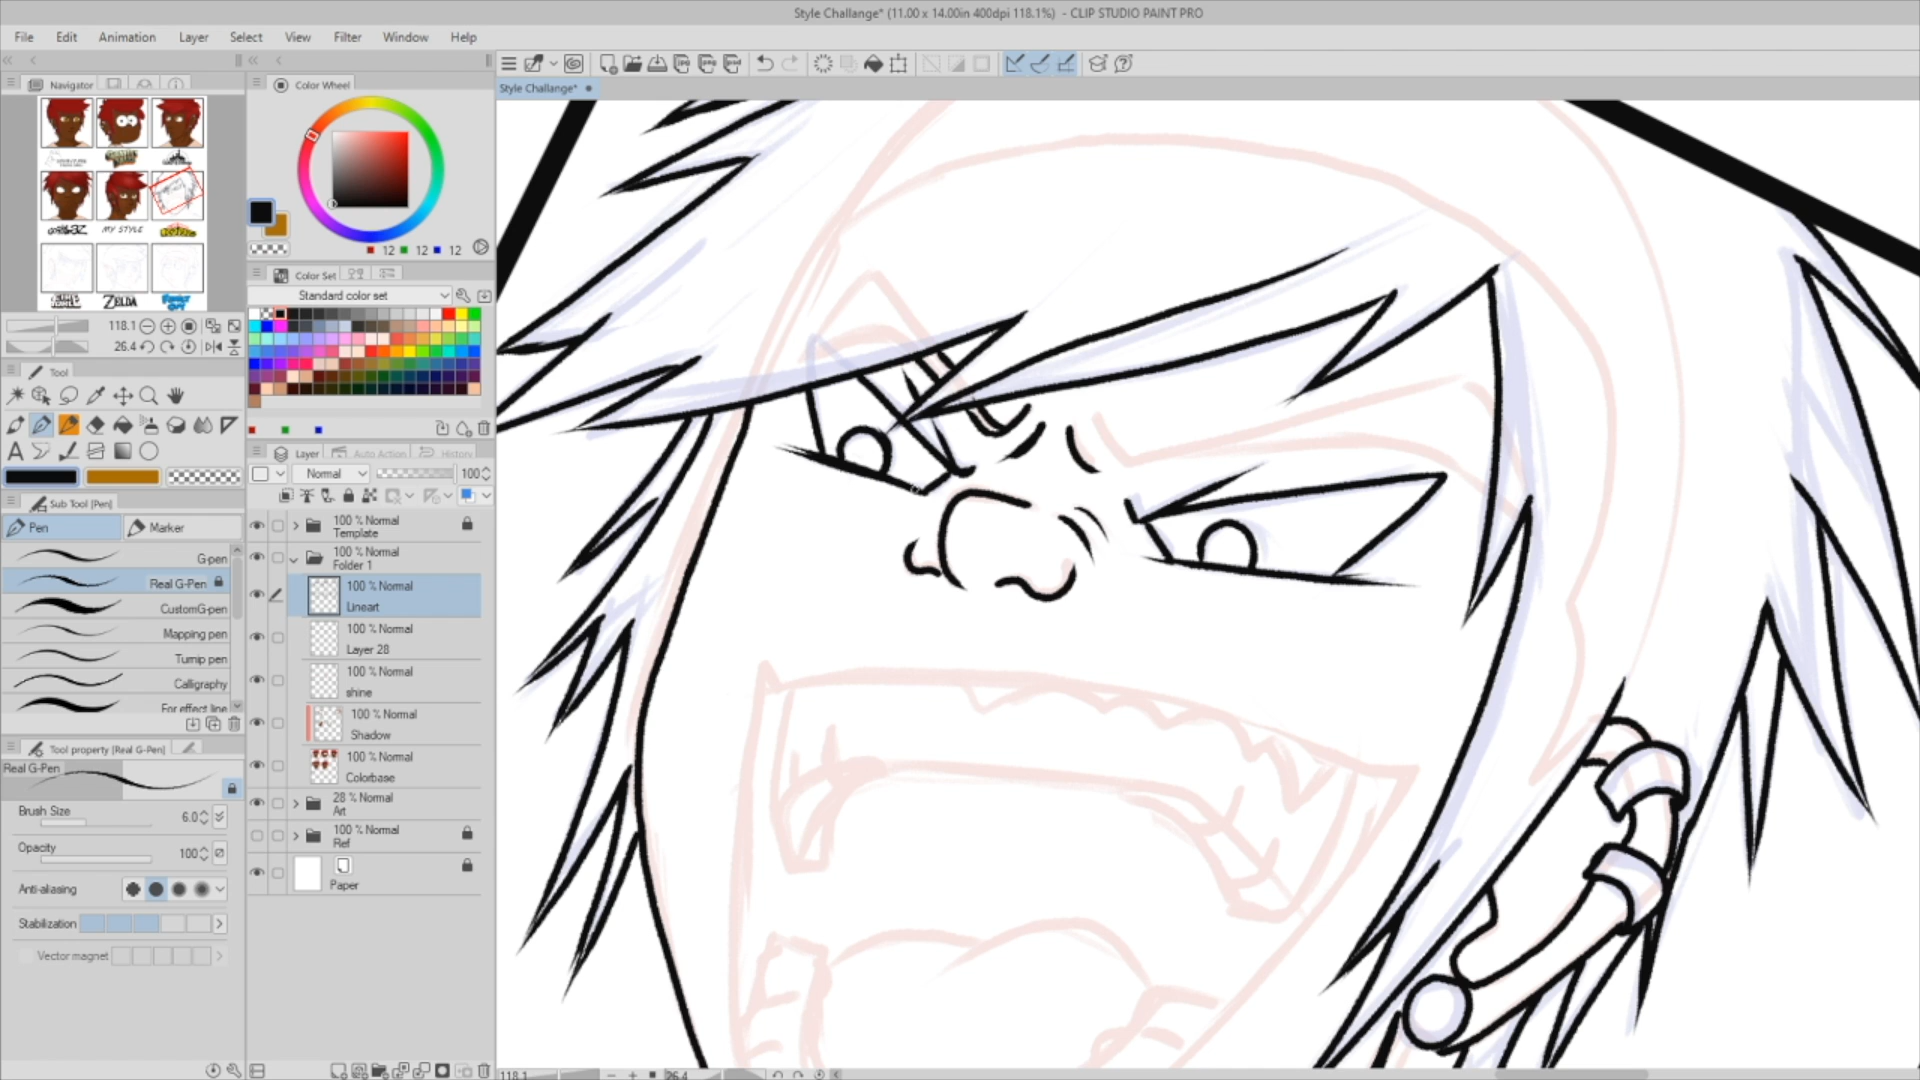 Style Challange* (11.00 x 14.00in 400dpi 118.1%) - CLIP STUDIO PAINT PRO
File Edit Animation Layer Select View Filter Window Help
Style Challange*
Navigator
MY STYLE
ZELDA
118.1
26.4
Tool
Sub Tool [Pen]
Pen
Marker
G-pen
Real G-Pen
CustomG-pen
Mapping pen
Turnip pen
Calligraphy
For effect line
Tool property [Real G-Pen]
Real G-Pen
Brush Size 6.0
Opacity 100
Anti-aliasing
Stabilization
Vector magnet
Color Wheel
12 12 12
Color Set
Standard color set
Layer Auto Action History
Normal 100
100 % Normal
Template
100 % Normal
Folder 1
100 % Normal
Lineart
100 % Normal
Layer 28
100 % Normal
shine
100 % Normal
Shadow
100 % Normal
Colorbase
28 % Normal
Art
100 % Normal
Ref
Paper
118.1 26.4